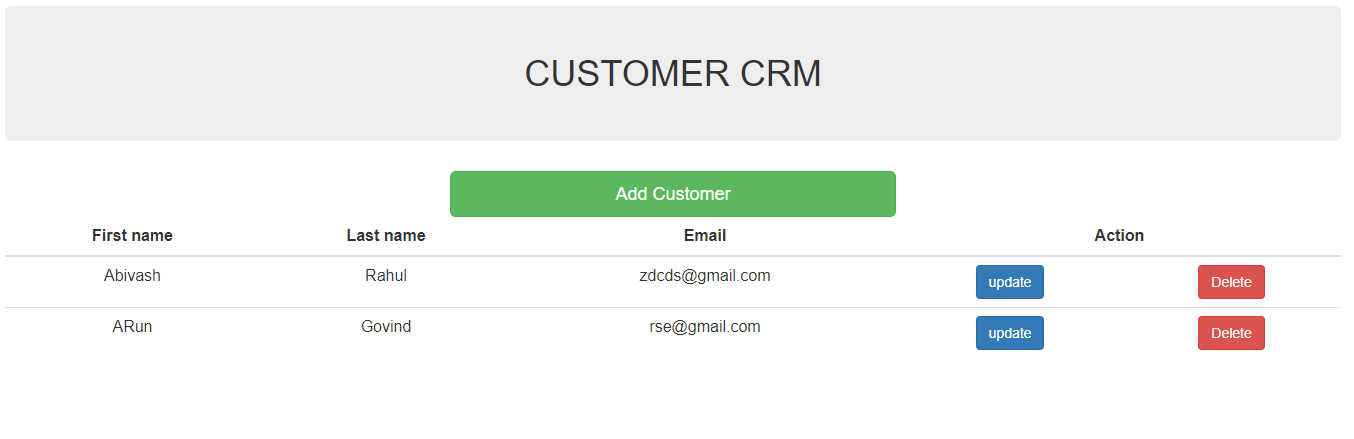 CUSTOMER CRM
Add Customer
First name Last name Email Action
Abivash Rahul zdcds@gmail.com update Delete
ARun Govind rse@gmail.com update Delete